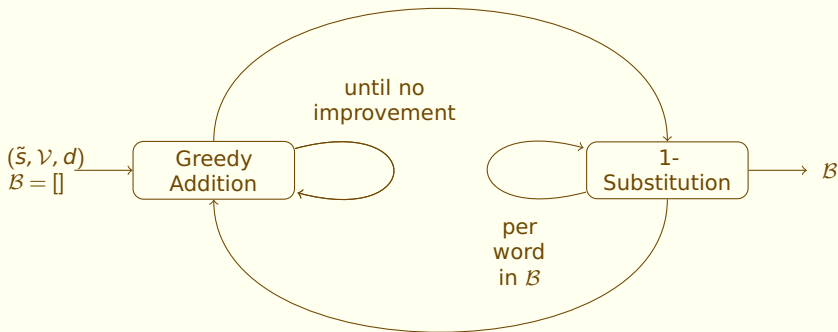 until no
improvement
(s̃, 𝒱, d)
ℬ = []
Greedy
Addition
1-
Substitution
ℬ
per
word
in ℬ